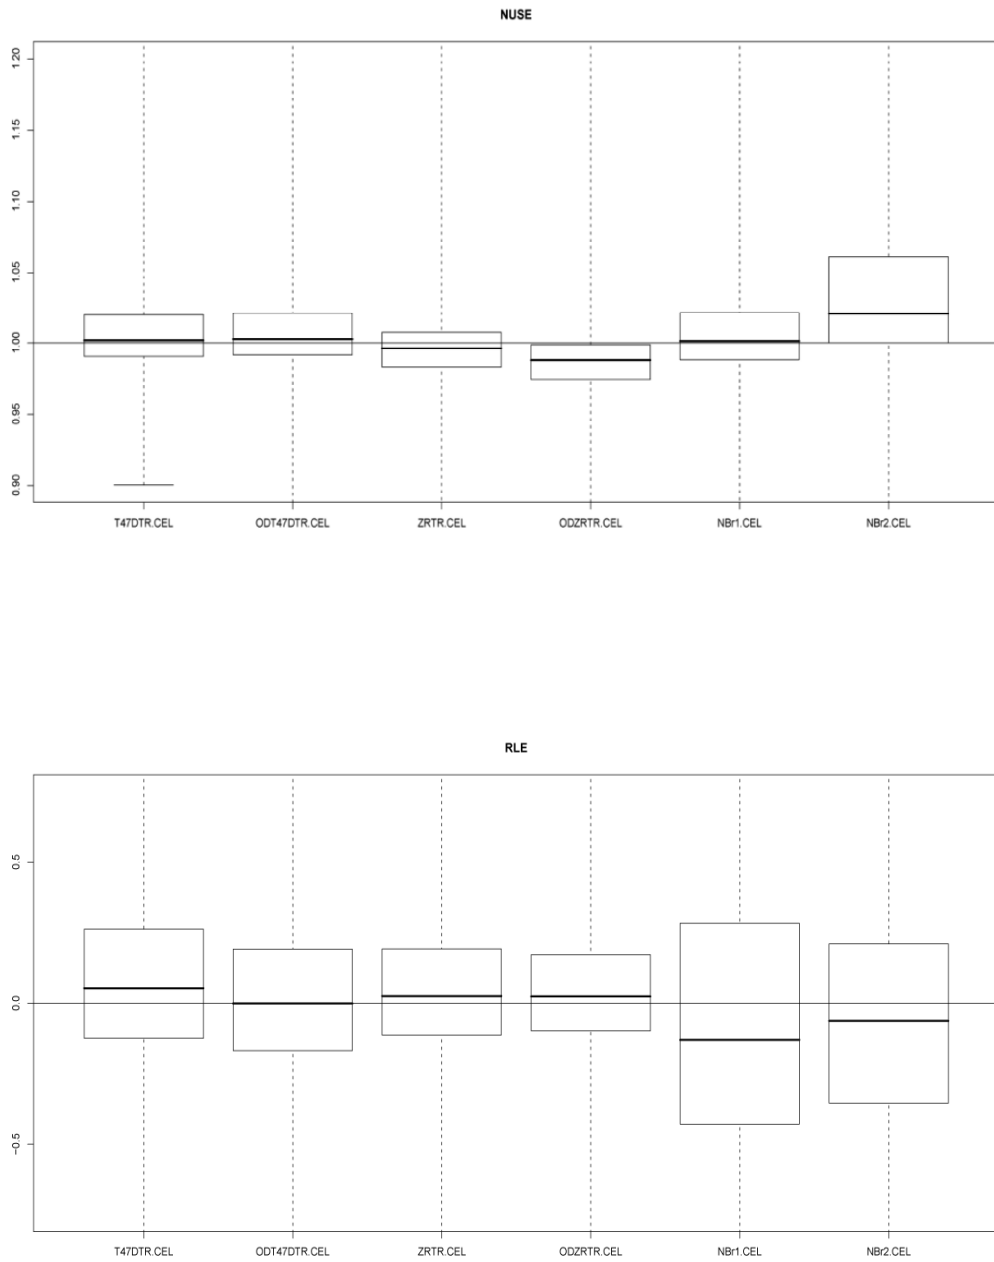 NUSE
1.20
1.15
1.10
1.05
1.00
0.95
0.90
T47DTR.CEL ODT47DTR.CEL ZRTR.CEL ODZRTR.CEL NBr1.CEL NBr2.CEL
RLE
0.5
0.0
−0.5
T47DTR.CEL ODT47DTR.CEL ZRTR.CEL ODZRTR.CEL NBr1.CEL NBr2.CEL